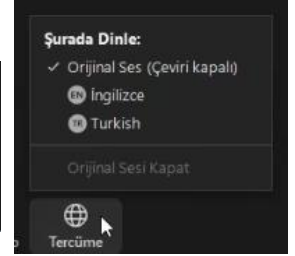 Şurada Dinle:
✓ Orijinal Ses (Çeviri kapalı)
EN İngilizce
TR Turkish
Orijinal Sesi Kapat
Tercüme